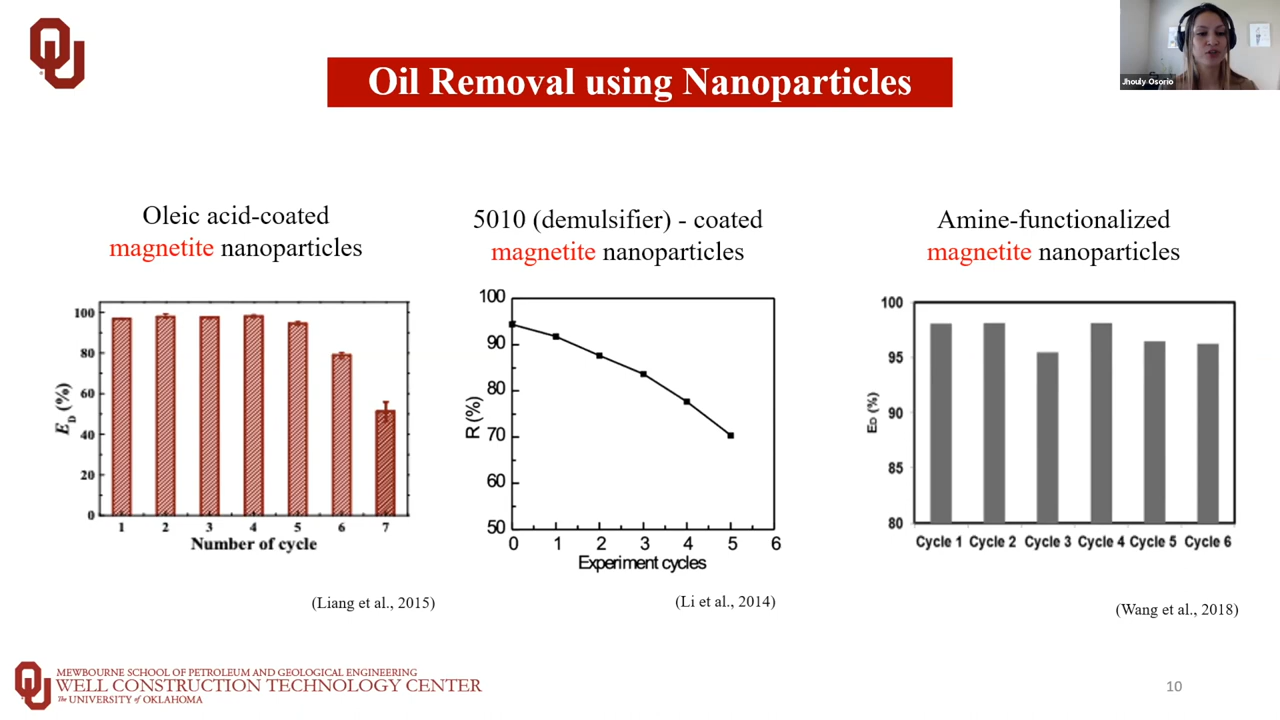 OU
Jhouly Osorio
Oil Removal using Nanoparticles
Oleic acid-coated
magnetite nanoparticles
100
80
60
40
20
0
E_D (%)
1 2 3 4 5 6 7
Number of cycle
(Liang et al., 2015)
5010 (demulsifier) - coated
magnetite nanoparticles
100
90
80
70
60
50
R (%)
0 1 2 3 4 5 6
Experiment cycles
(Li et al., 2014)
Amine-functionalized
magnetite nanoparticles
100
95
90
85
80
E_D (%)
Cycle 1 Cycle 2 Cycle 3 Cycle 4 Cycle 5 Cycle 6
(Wang et al., 2018)
OU
MEWBOURNE SCHOOL OF PETROLEUM AND GEOLOGICAL ENGINEERING
WELL CONSTRUCTION TECHNOLOGY CENTER
The UNIVERSITY of OKLAHOMA
10